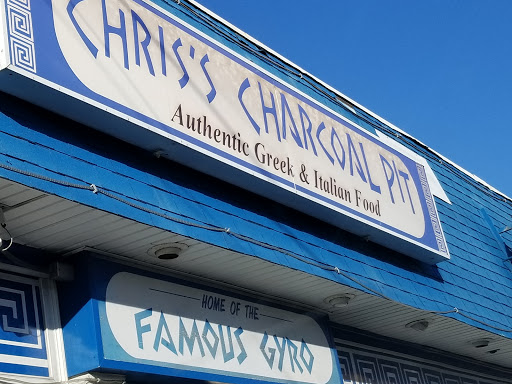 CHRIS'S CHARCOAL PIT
Authentic Greek & Italian Food
HOME OF THE
FAMOUS GYRO